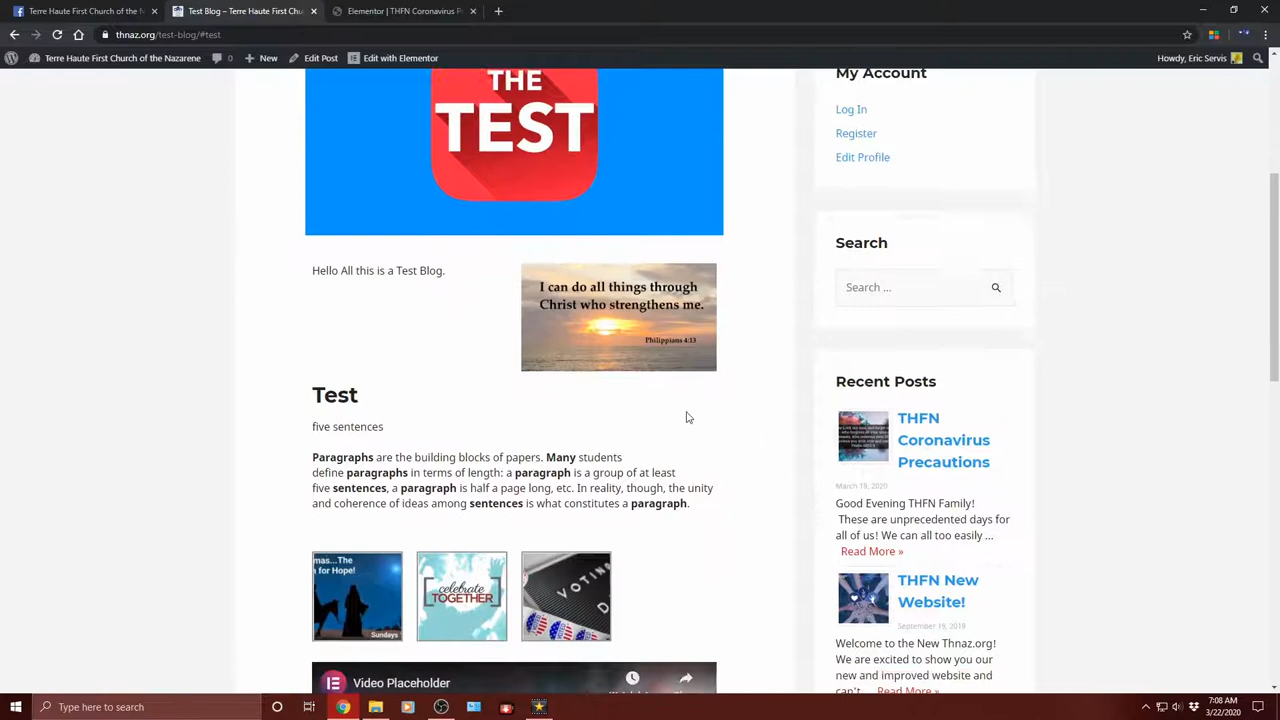 Terre Haute First Church of the N
Test Blog – Terre Haute First Chu
Elementor | THFN Coronavirus Pr
thnaz.org/test-blog/#test
Terre Haute First Church of the Nazarene
0
New
Edit Post
Edit with Elementor
Howdy, Eric Servis
THE
TEST
My Account
Log In
Register
Edit Profile
Search
Search ...
Hello All this is a Test Blog.
I can do all things through
Christ who strengthens me.
Philippians 4:13
Test
five sentences
Paragraphs are the building blocks of papers. Many students
define paragraphs in terms of length: a paragraph is a group of at least
five sentences, a paragraph is half a page long, etc. In reality, though, the unity
and coherence of ideas among sentences is what constitutes a paragraph.
mas...The
n for Hope!
Sundays
celebrate
TOGETHER
VOTING
D
Video Placeholder
Recent Posts
THFN
Coronavirus
Precautions
March 19, 2020
Good Evening THFN Family!
These are unprecedented days for
all of us! We can all too easily ...
Read More »
THFN New
Website!
September 19, 2019
Welcome to the New Thnaz.org!
We are excited to show you our
new and improved website and
can't... Read More »
Type here to search
7:08 AM
3/22/2020